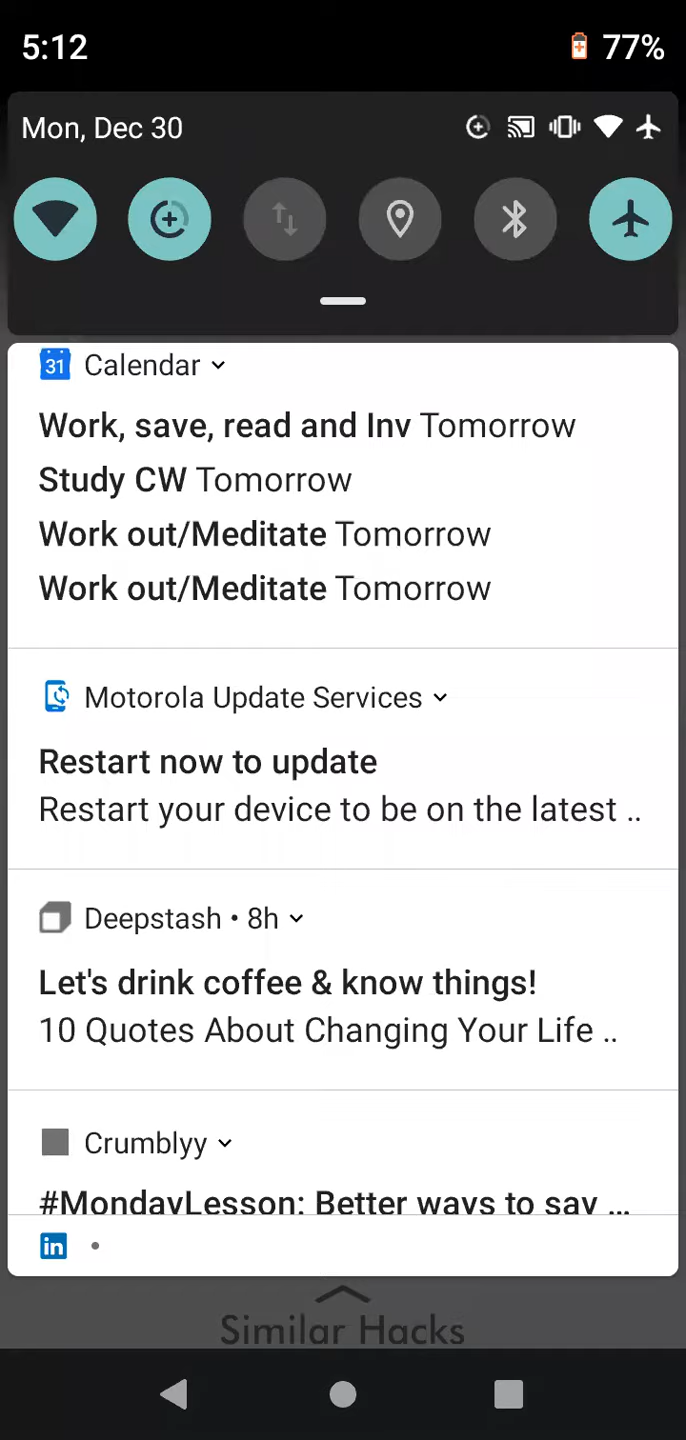 5:12 77%
Mon, Dec 30
31 Calendar
Work, save, read and Inv Tomorrow
Study CW Tomorrow
Work out/Meditate Tomorrow
Work out/Meditate Tomorrow
Motorola Update Services
Restart now to update
Restart your device to be on the latest ..
Deepstash • 8h
Let's drink coffee & know things!
10 Quotes About Changing Your Life ..
Crumblyy
#MondayLesson: Better ways to say ...
in •
Similar Hacks